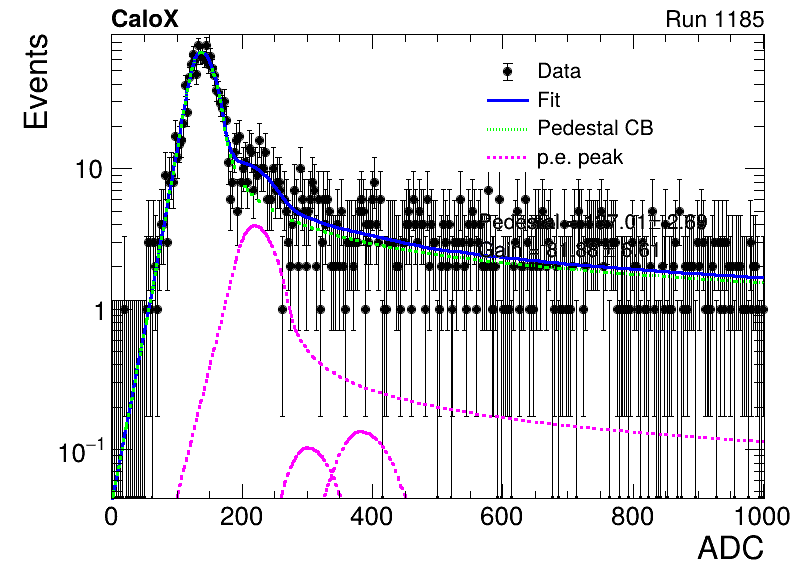 CaloX
Run 1185
Events
Data
Fit
Pedestal CB
p.e. peak
10
1
10⁻¹
0
200
400
600
800
1000
ADC